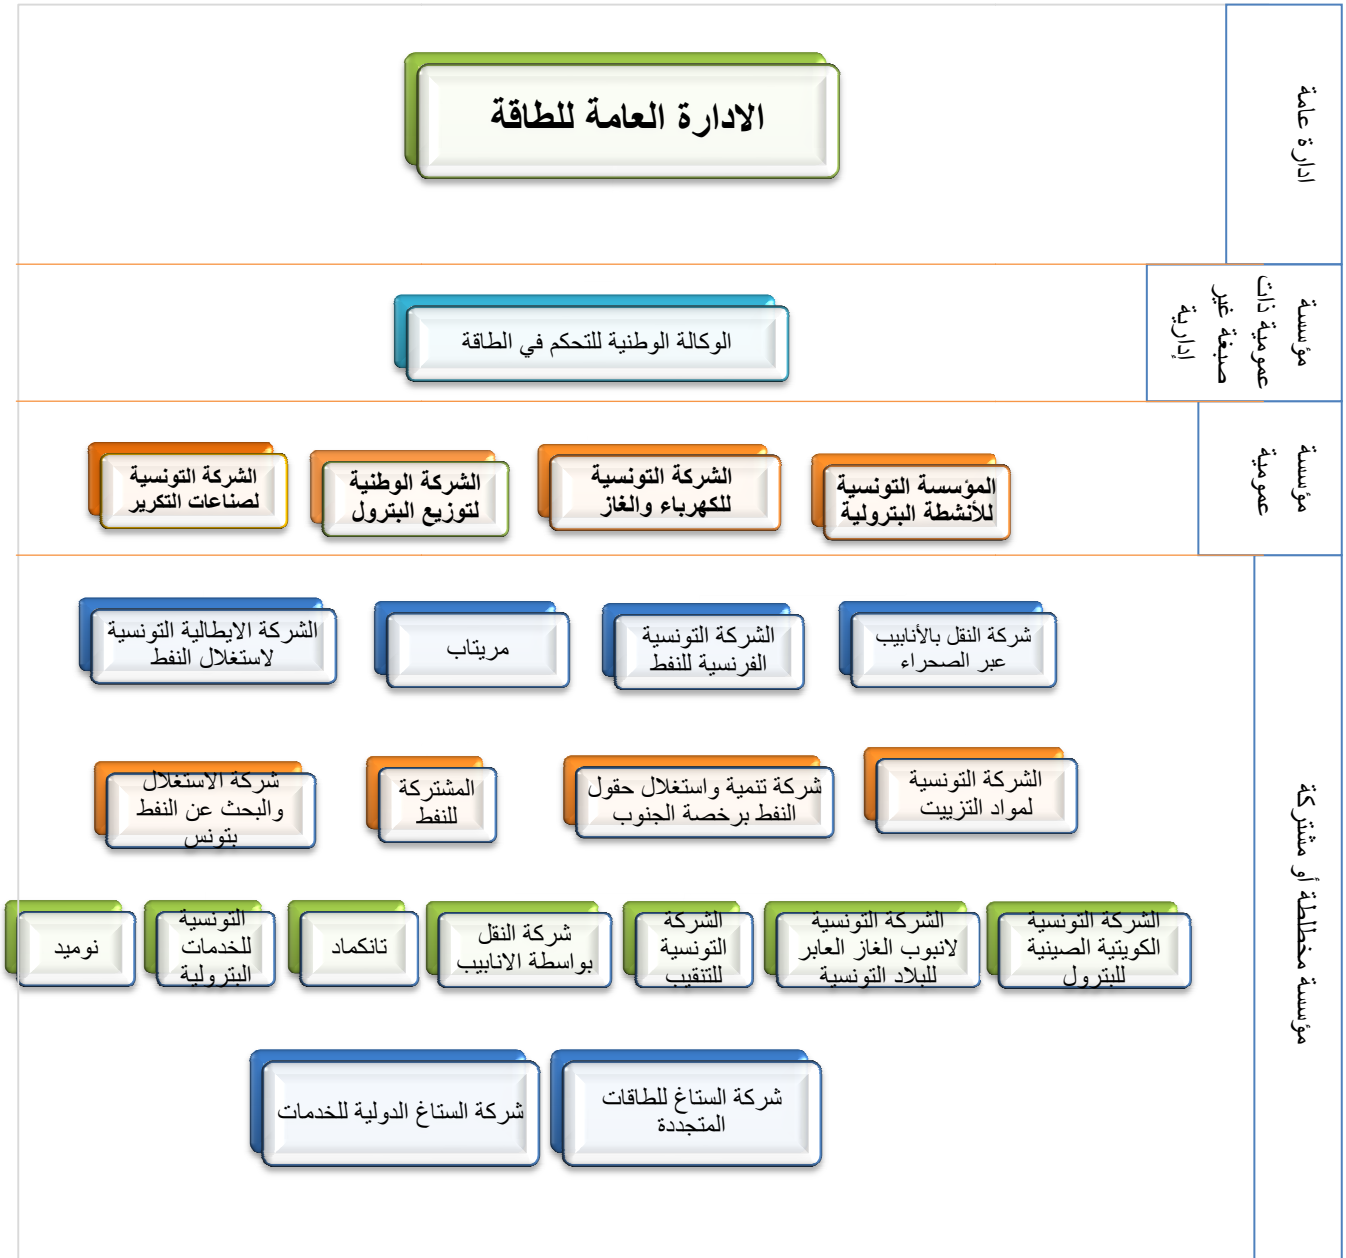 ادارة عامة
الادارة العامة للطاقة
مؤسسة
عمومية ذات
صبغة غير
إدارية
الوكالة الوطنية للتحكم في الطاقة
مؤسسة
عمومية
المؤسسة التونسية
للأنشطة البترولية
الشركة التونسية
للكهرباء والغاز
الشركة الوطنية
لتوزيع البترول
الشركة التونسية
لصناعات التكرير
مؤسسة مخططة أو مشتركة
شركة النقل بالأنابيب
عبر الصحراء
الشركة التونسية
الفرنسية للنفط
مريتاب
الشركة الايطالية التونسية
لاستغلال النفط
الشركة التونسية
لمواد التزييت
شركة تنمية واستغلال حقول
النفط برخصة الجنوب
المشتركة
للنفط
شركة الاستغلال
والبحث عن النفط
بتونس
الشركة التونسية
الكويتية الصينية
للبترول
الشركة التونسية
لانبوب الغاز العابر
للبلاد التونسية
الشركة
التونسية
للتنقيب
شركة النقل
بواسطة الانابيب
تانكماد
التونسية
للخدمات
البترولية
نوميد
شركة الستاغ للطاقات
المتجددة
شركة الستاغ الدولية للخدمات